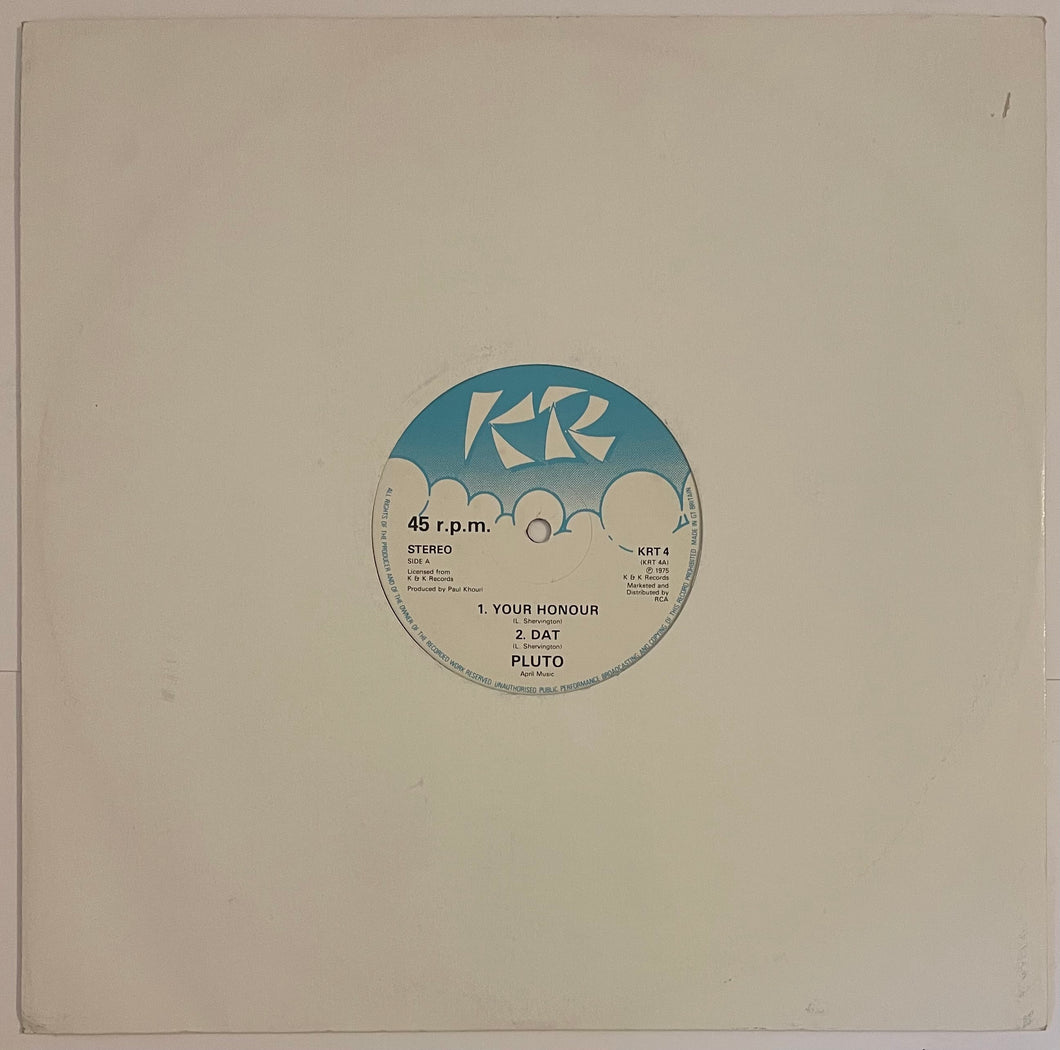 KR
45 r.p.m.
STEREO
SIDE A
Licensed from
K & K Records
Produced by Paul Khouri
KRT 4
(KRT 4A)
℗ 1975
K & K Records
Marketed and
Distributed by
RCA
1. YOUR HONOUR
(L. Shervington)
2. DAT
(L. Shervington)
PLUTO
April Music
ALL RIGHTS OF THE PRODUCER AND OF THE OWNER OF THE RECORDED WORK RESERVED UNAUTHORISED PUBLIC PERFORMANCE BROADCASTING AND COPYING OF THIS RECORD PROHIBITED MADE IN GT BRITAIN